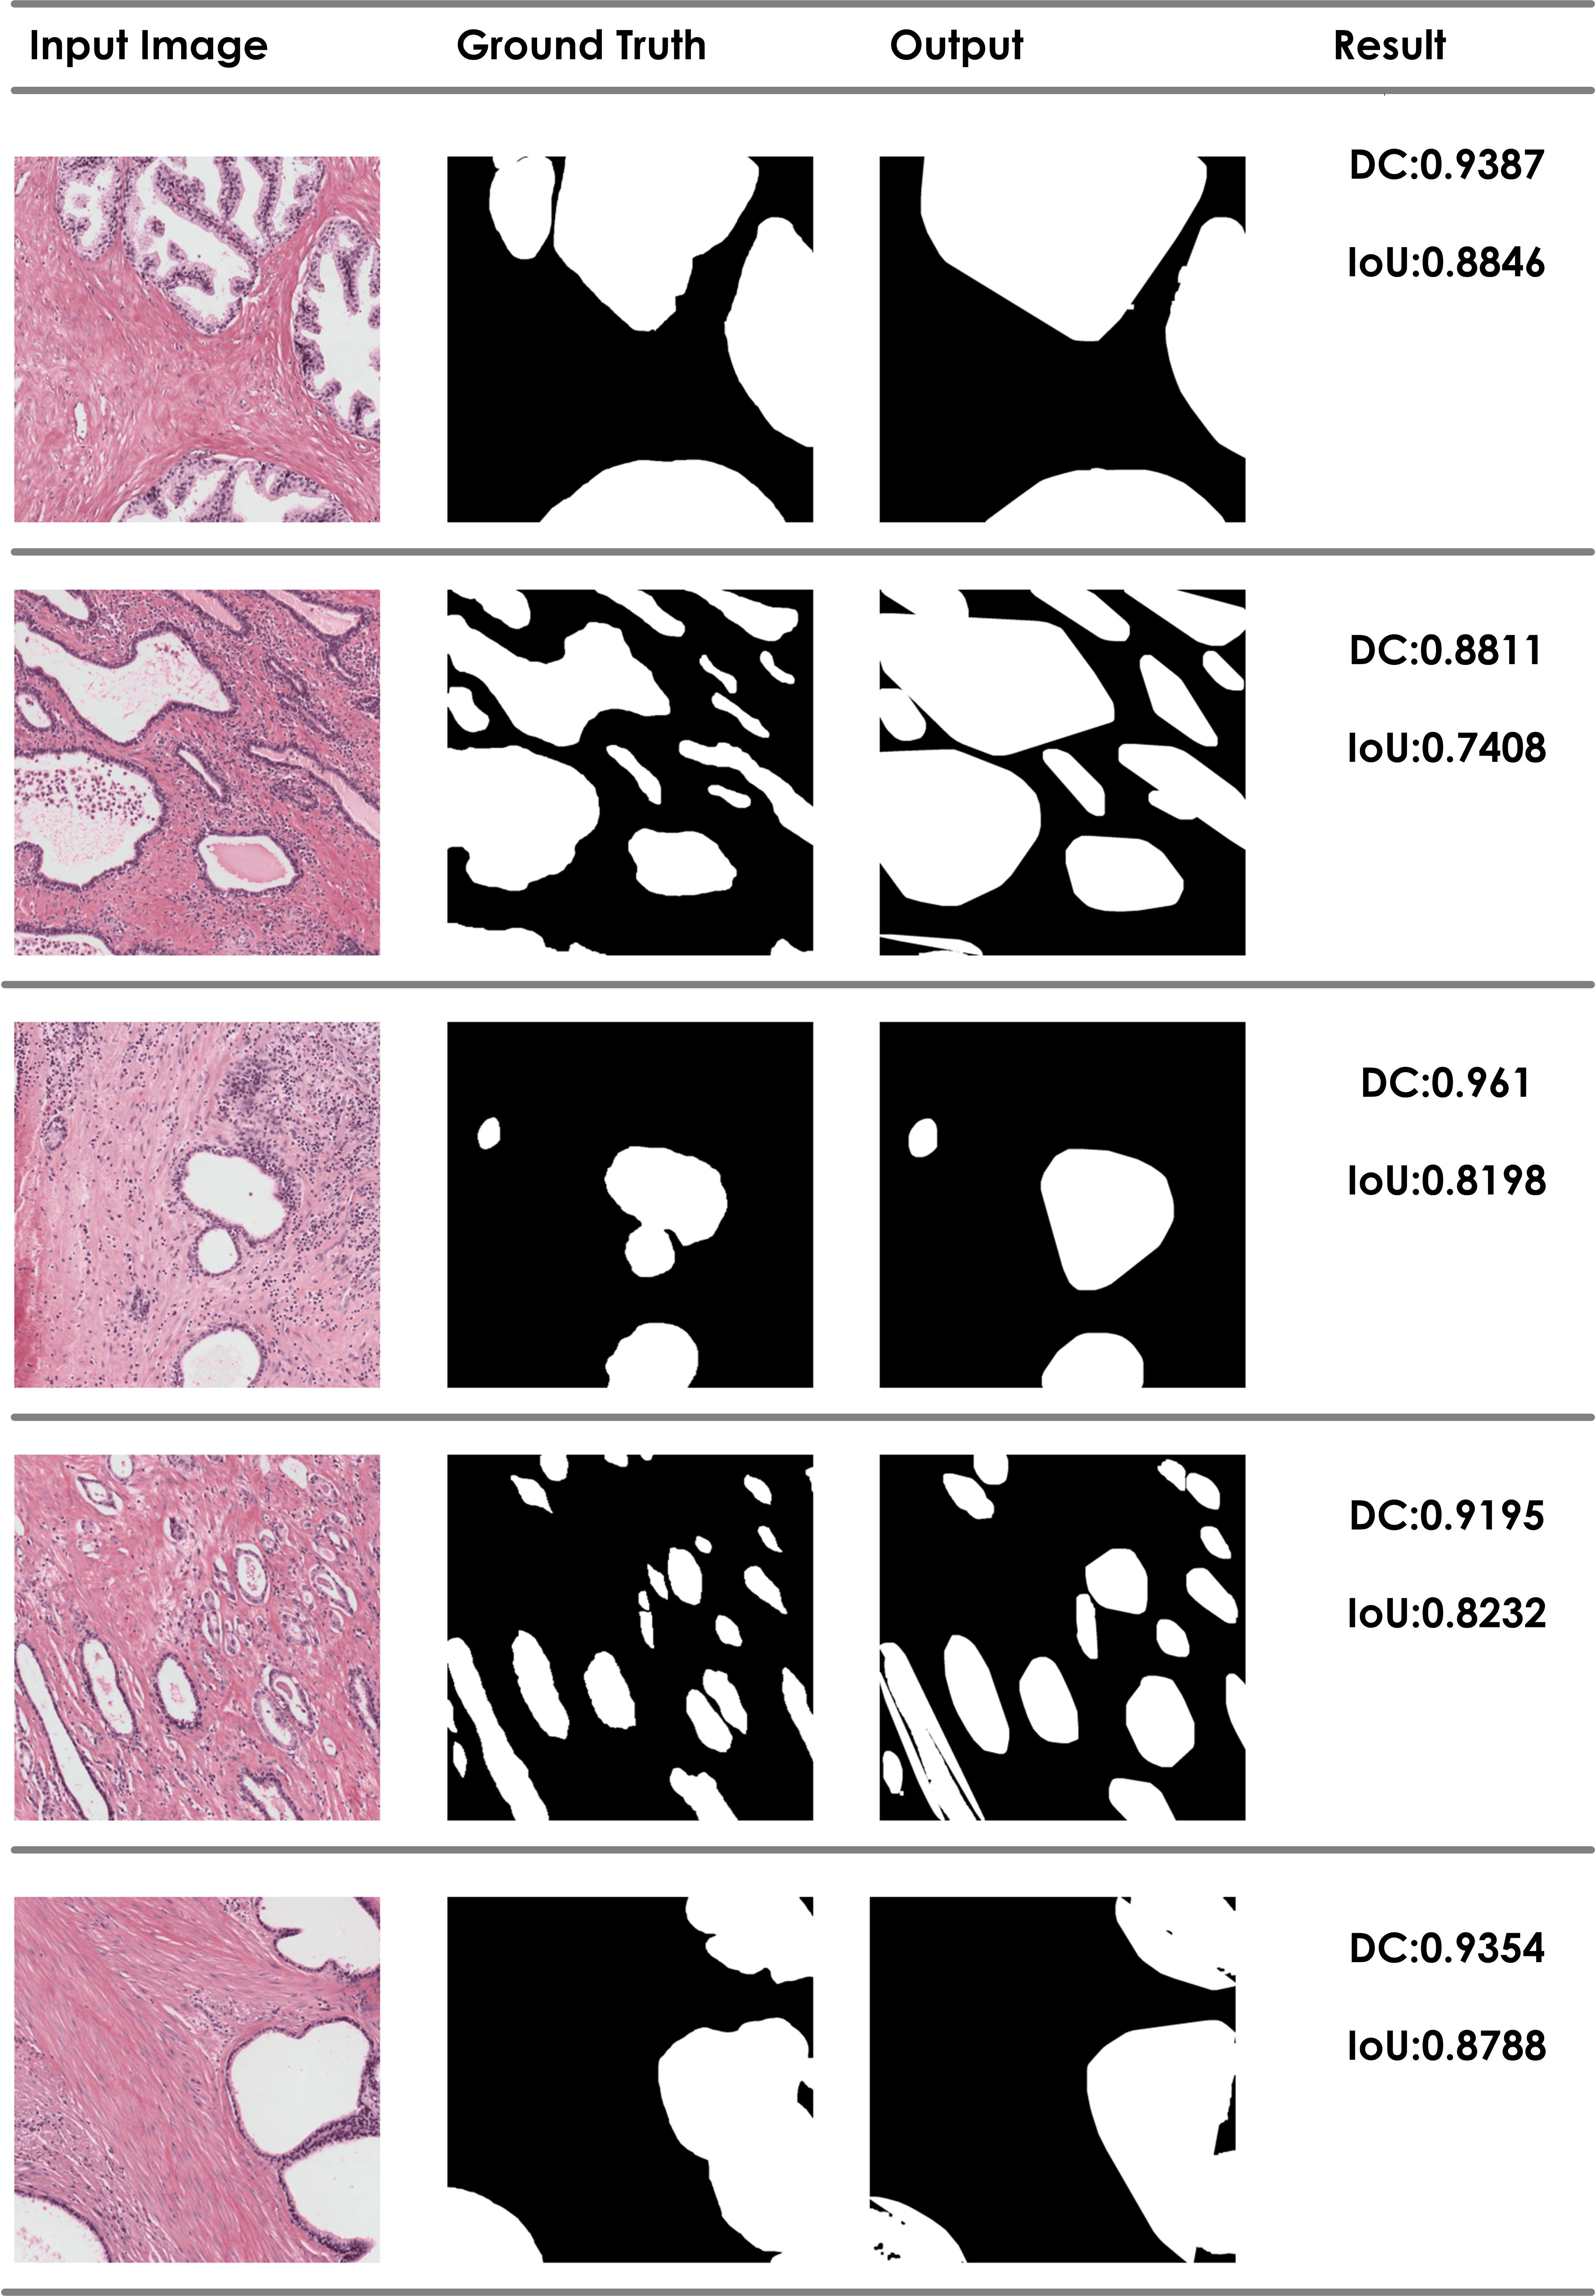 Input Image Ground Truth Output Result
DC:0.9387
IoU:0.8846
DC:0.8811
IoU:0.7408
DC:0.961
IoU:0.8198
DC:0.9195
IoU:0.8232
DC:0.9354
IoU:0.8788